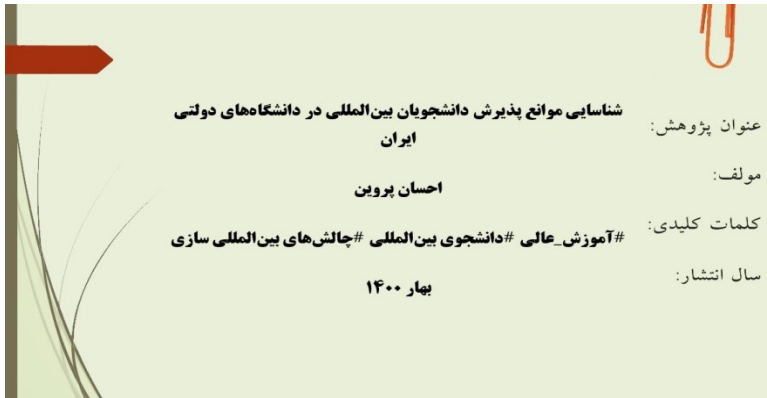 عنوان پژوهش: شناسایی موانع پذیرش دانشجویان بین‌المللی در دانشگاه‌های دولتی
ایران
مولف: احسان پروین
کلمات کلیدی: #آموزش_عالی #دانشجوی بین‌المللی #چالش‌های بین‌المللی سازی
سال انتشار: بهار ۱۴۰۰